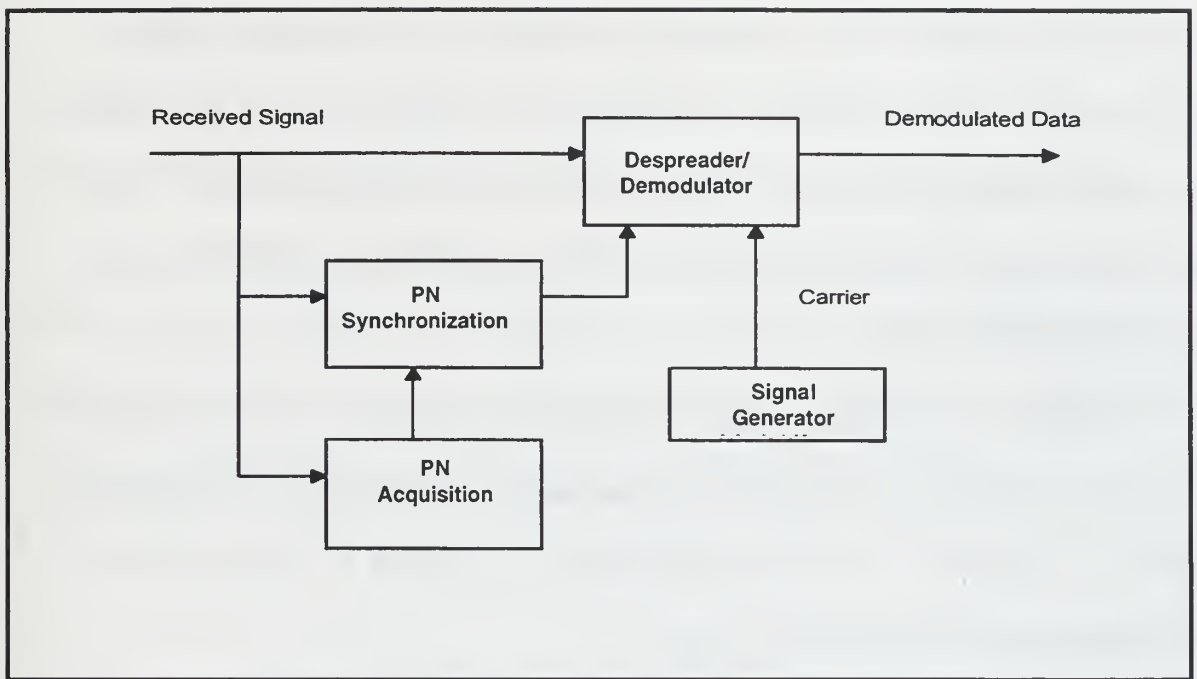 Received Signal
Demodulated Data
Despreader/
Demodulator
PN
Synchronization
Carrier
Signal
Generator
PN
Acquisition